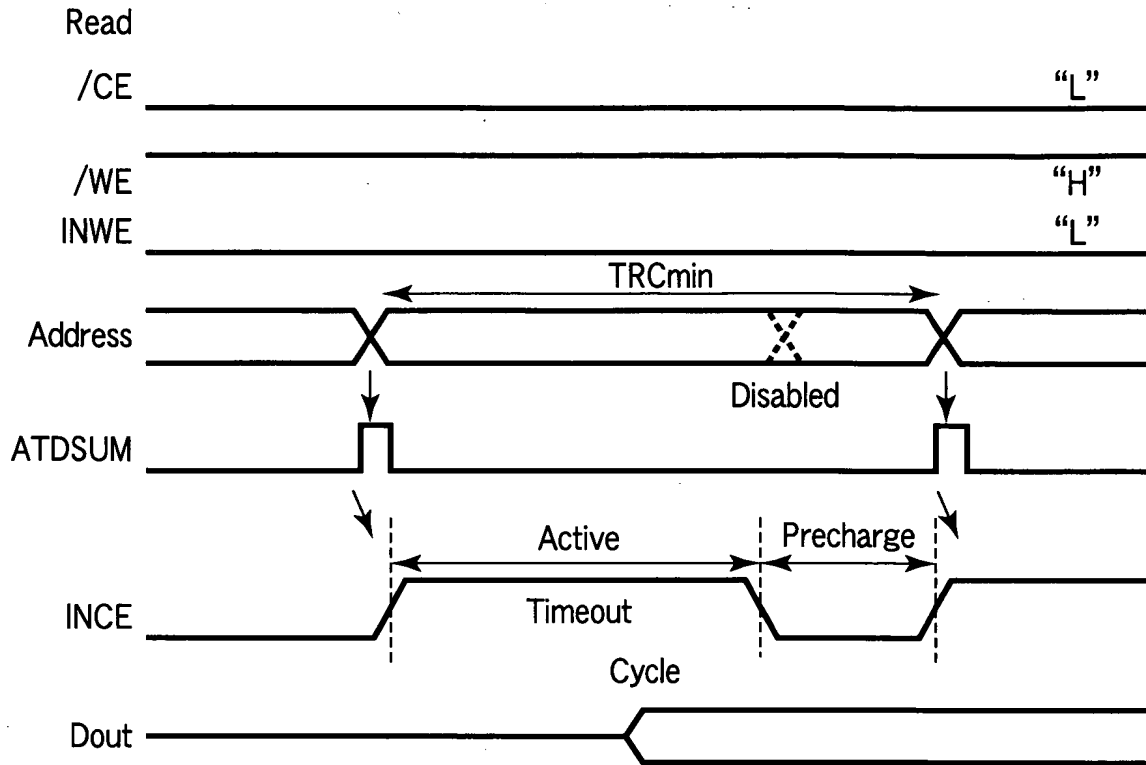 Read
/CE
“L”
/WE
“H”
INWE
“L”
TRCmin
Address
Disabled
ATDSUM
Active
Precharge
INCE
Timeout
Cycle
Dout